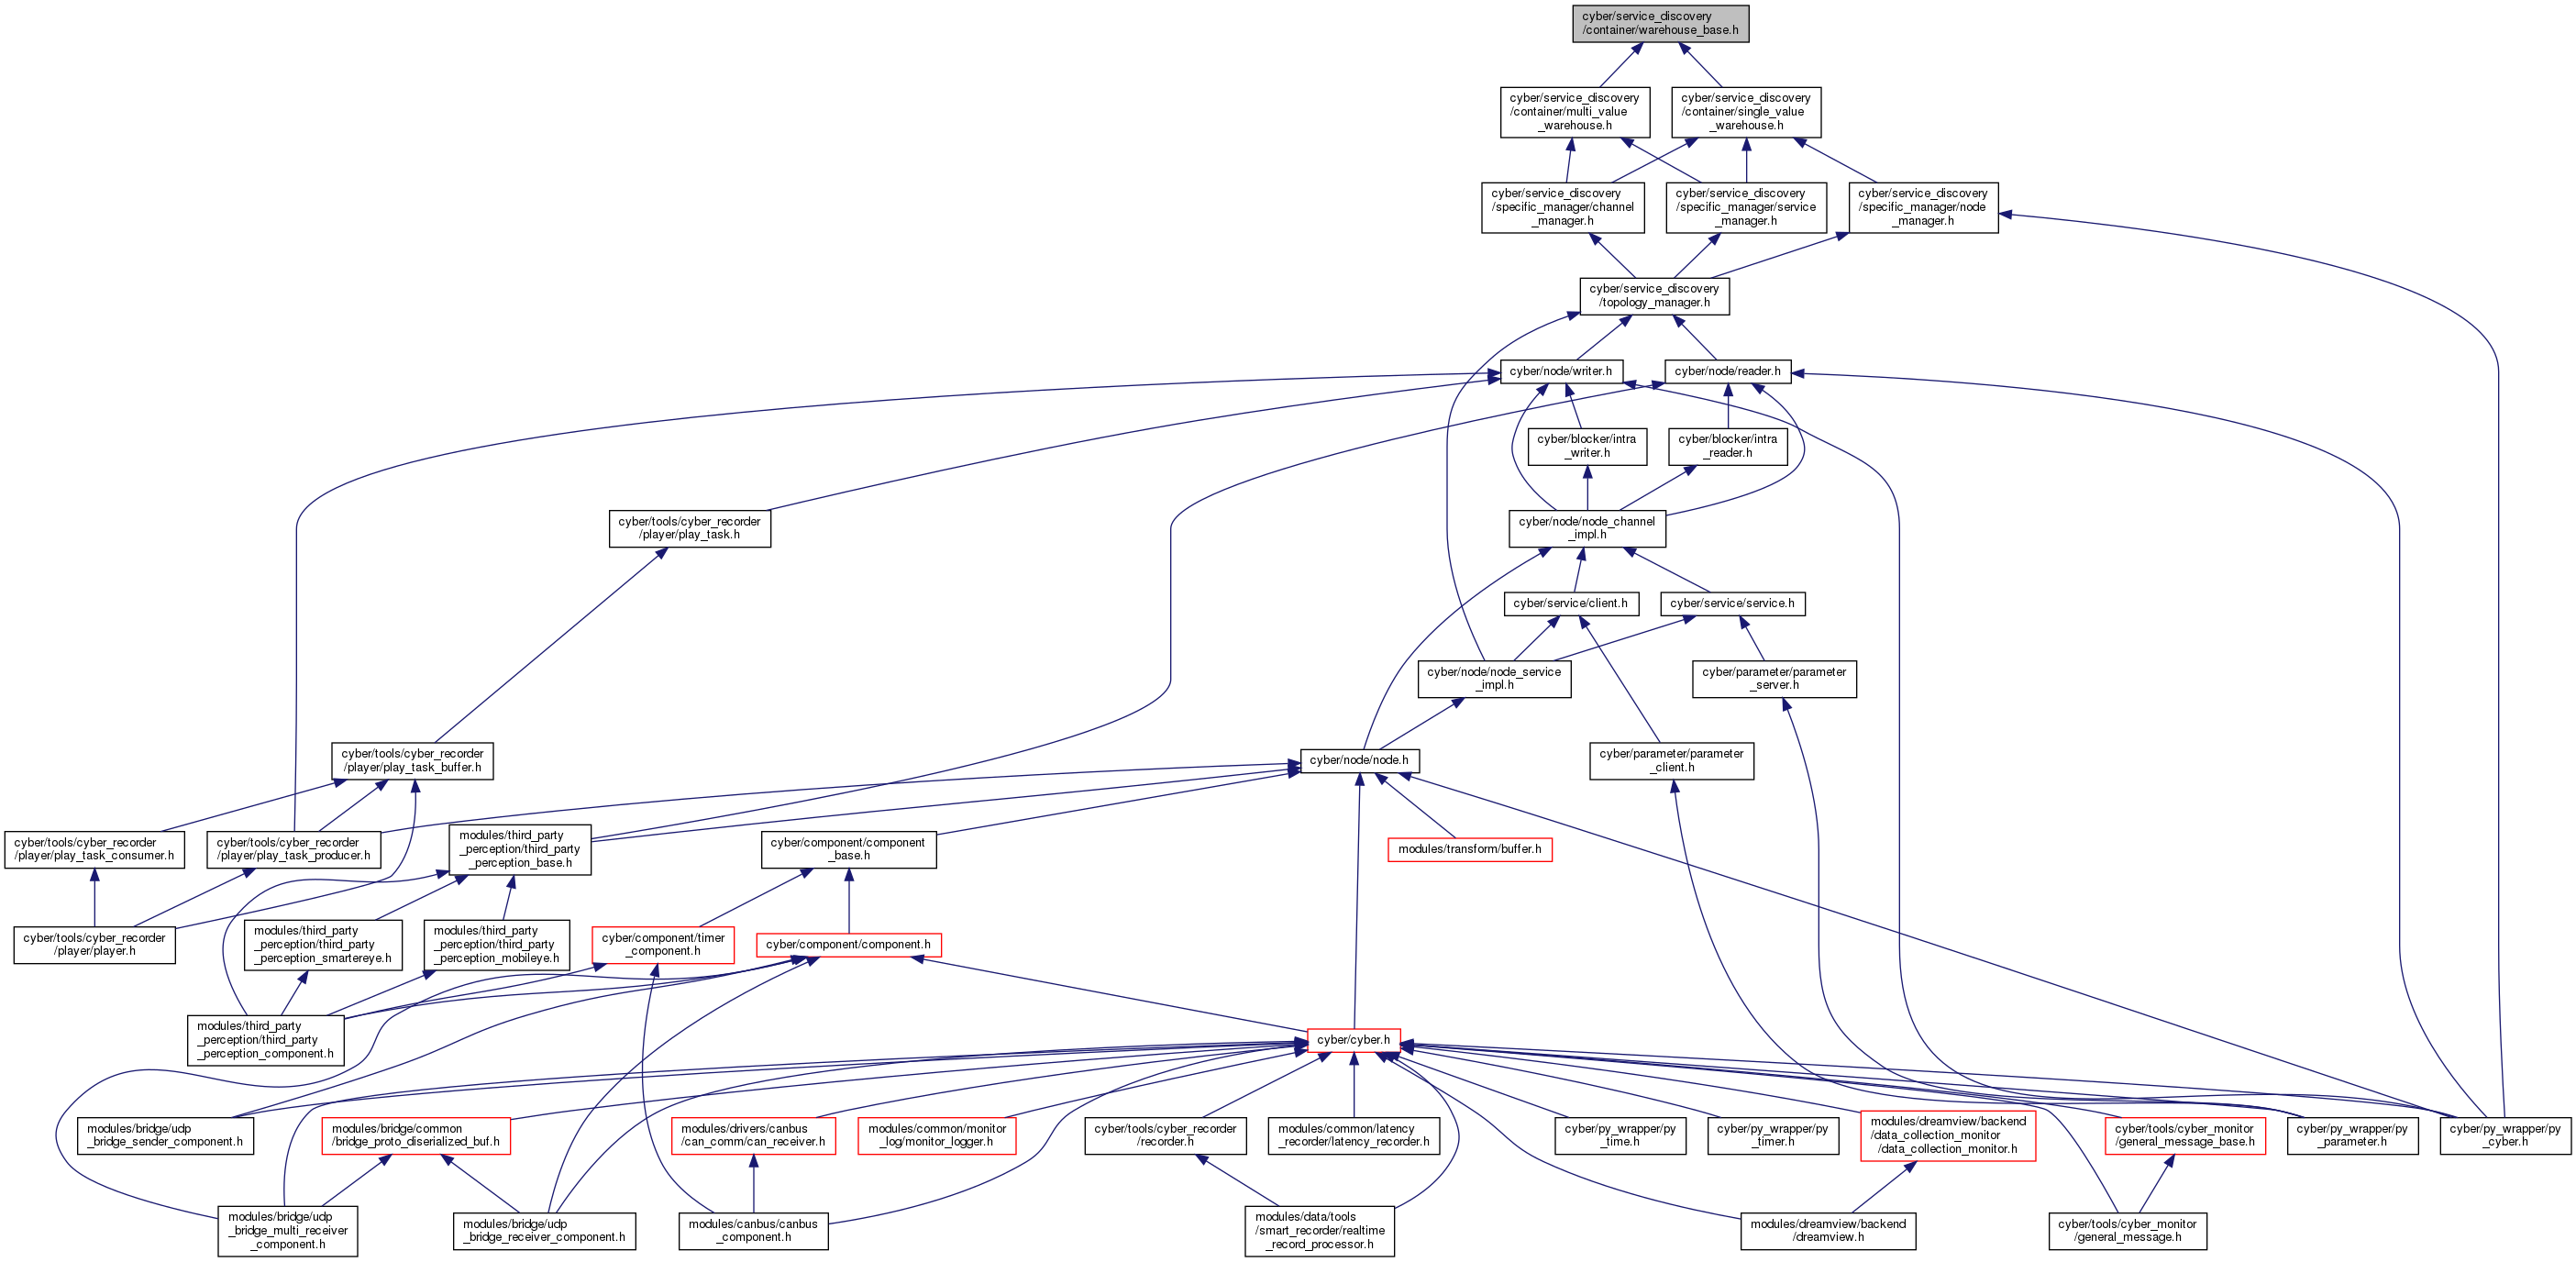 cyber/service_discovery
/container/warehouse_base.h
cyber/service_discovery
/container/multi_value
_warehouse.h
cyber/service_discovery
/container/single_value
_warehouse.h
cyber/service_discovery
/specific_manager/channel
_manager.h
cyber/service_discovery
/specific_manager/service
_manager.h
cyber/service_discovery
/specific_manager/node
_manager.h
cyber/service_discovery
/topology_manager.h
cyber/node/writer.h
cyber/node/reader.h
cyber/blocker/intra
_writer.h
cyber/blocker/intra
_reader.h
cyber/tools/cyber_recorder
/player/play_task.h
cyber/node/node_channel
_impl.h
cyber/service/client.h
cyber/service/service.h
cyber/node/node_service
_impl.h
cyber/parameter/parameter
_server.h
cyber/tools/cyber_recorder
/player/play_task_buffer.h
cyber/node/node.h
cyber/parameter/parameter
_client.h
cyber/tools/cyber_recorder
/player/play_task_consumer.h
cyber/tools/cyber_recorder
/player/play_task_producer.h
modules/third_party
_perception/third_party
_perception_base.h
cyber/component/component
_base.h
modules/transform/buffer.h
cyber/tools/cyber_recorder
/player/player.h
modules/third_party
_perception/third_party
_perception_smartereye.h
modules/third_party
_perception/third_party
_perception_mobileye.h
cyber/component/timer
_component.h
cyber/component/component.h
modules/third_party
_perception/third_party
_perception_component.h
cyber/cyber.h
modules/bridge/udp
_bridge_sender_component.h
modules/bridge/common
/bridge_proto_diserialized_buf.h
modules/drivers/canbus
/can_comm/can_receiver.h
modules/common/monitor
_log/monitor_logger.h
cyber/tools/cyber_recorder
/recorder.h
modules/common/latency
_recorder/latency_recorder.h
cyber/py_wrapper/py
_time.h
cyber/py_wrapper/py
_timer.h
modules/dreamview/backend
/data_collection_monitor
/data_collection_monitor.h
cyber/tools/cyber_monitor
/general_message_base.h
cyber/py_wrapper/py
_parameter.h
cyber/py_wrapper/py
_cyber.h
modules/bridge/udp
_bridge_multi_receiver
_component.h
modules/bridge/udp
_bridge_receiver_component.h
modules/canbus/canbus
_component.h
modules/data/tools
/smart_recorder/realtime
_record_processor.h
modules/dreamview/backend
/dreamview.h
cyber/tools/cyber_monitor
/general_message.h